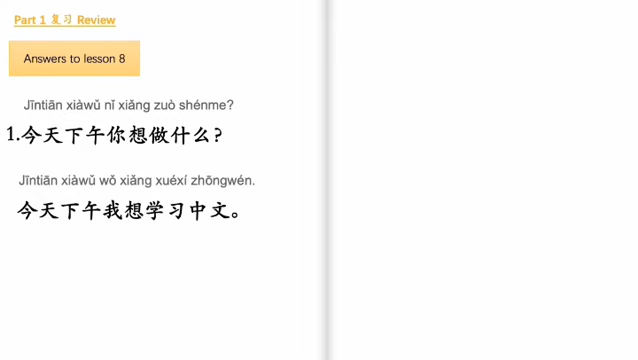 Part 1 复习 Review
Answers to lesson 8
Jīntiān xiàwǔ nǐ xiǎng zuò shénme?
1.今天下午你想做什么?
Jīntiān xiàwǔ wǒ xiǎng xuéxí zhōngwén.
今天下午我想学习中文。